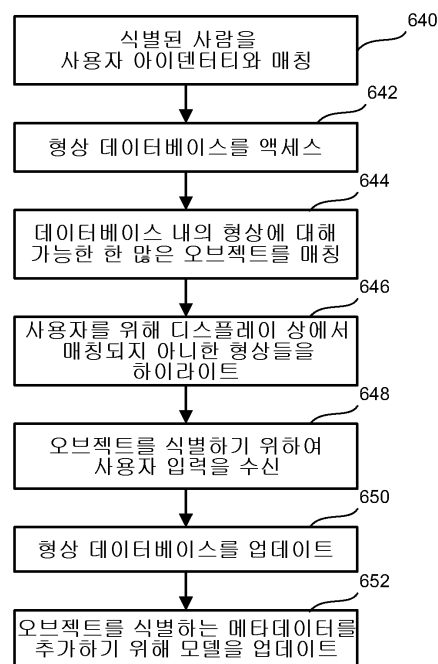 식별된 사람을
사용자 아이덴터티와 매칭
640
형상 데이터베이스를 액세스
642
데이터베이스 내의 형상에 대해
가능한 한 많은 오브젝트를 매칭
644
사용자를 위해 디스플레이 상에서
매칭되지 아니한 형상들을
하이라이트
646
오브젝트를 식별하기 위하여
사용자 입력을 수신
648
형상 데이터베이스를 업데이트
650
오브젝트를 식별하는 메타데이터를
추가하기 위해 모델을 업데이트
652